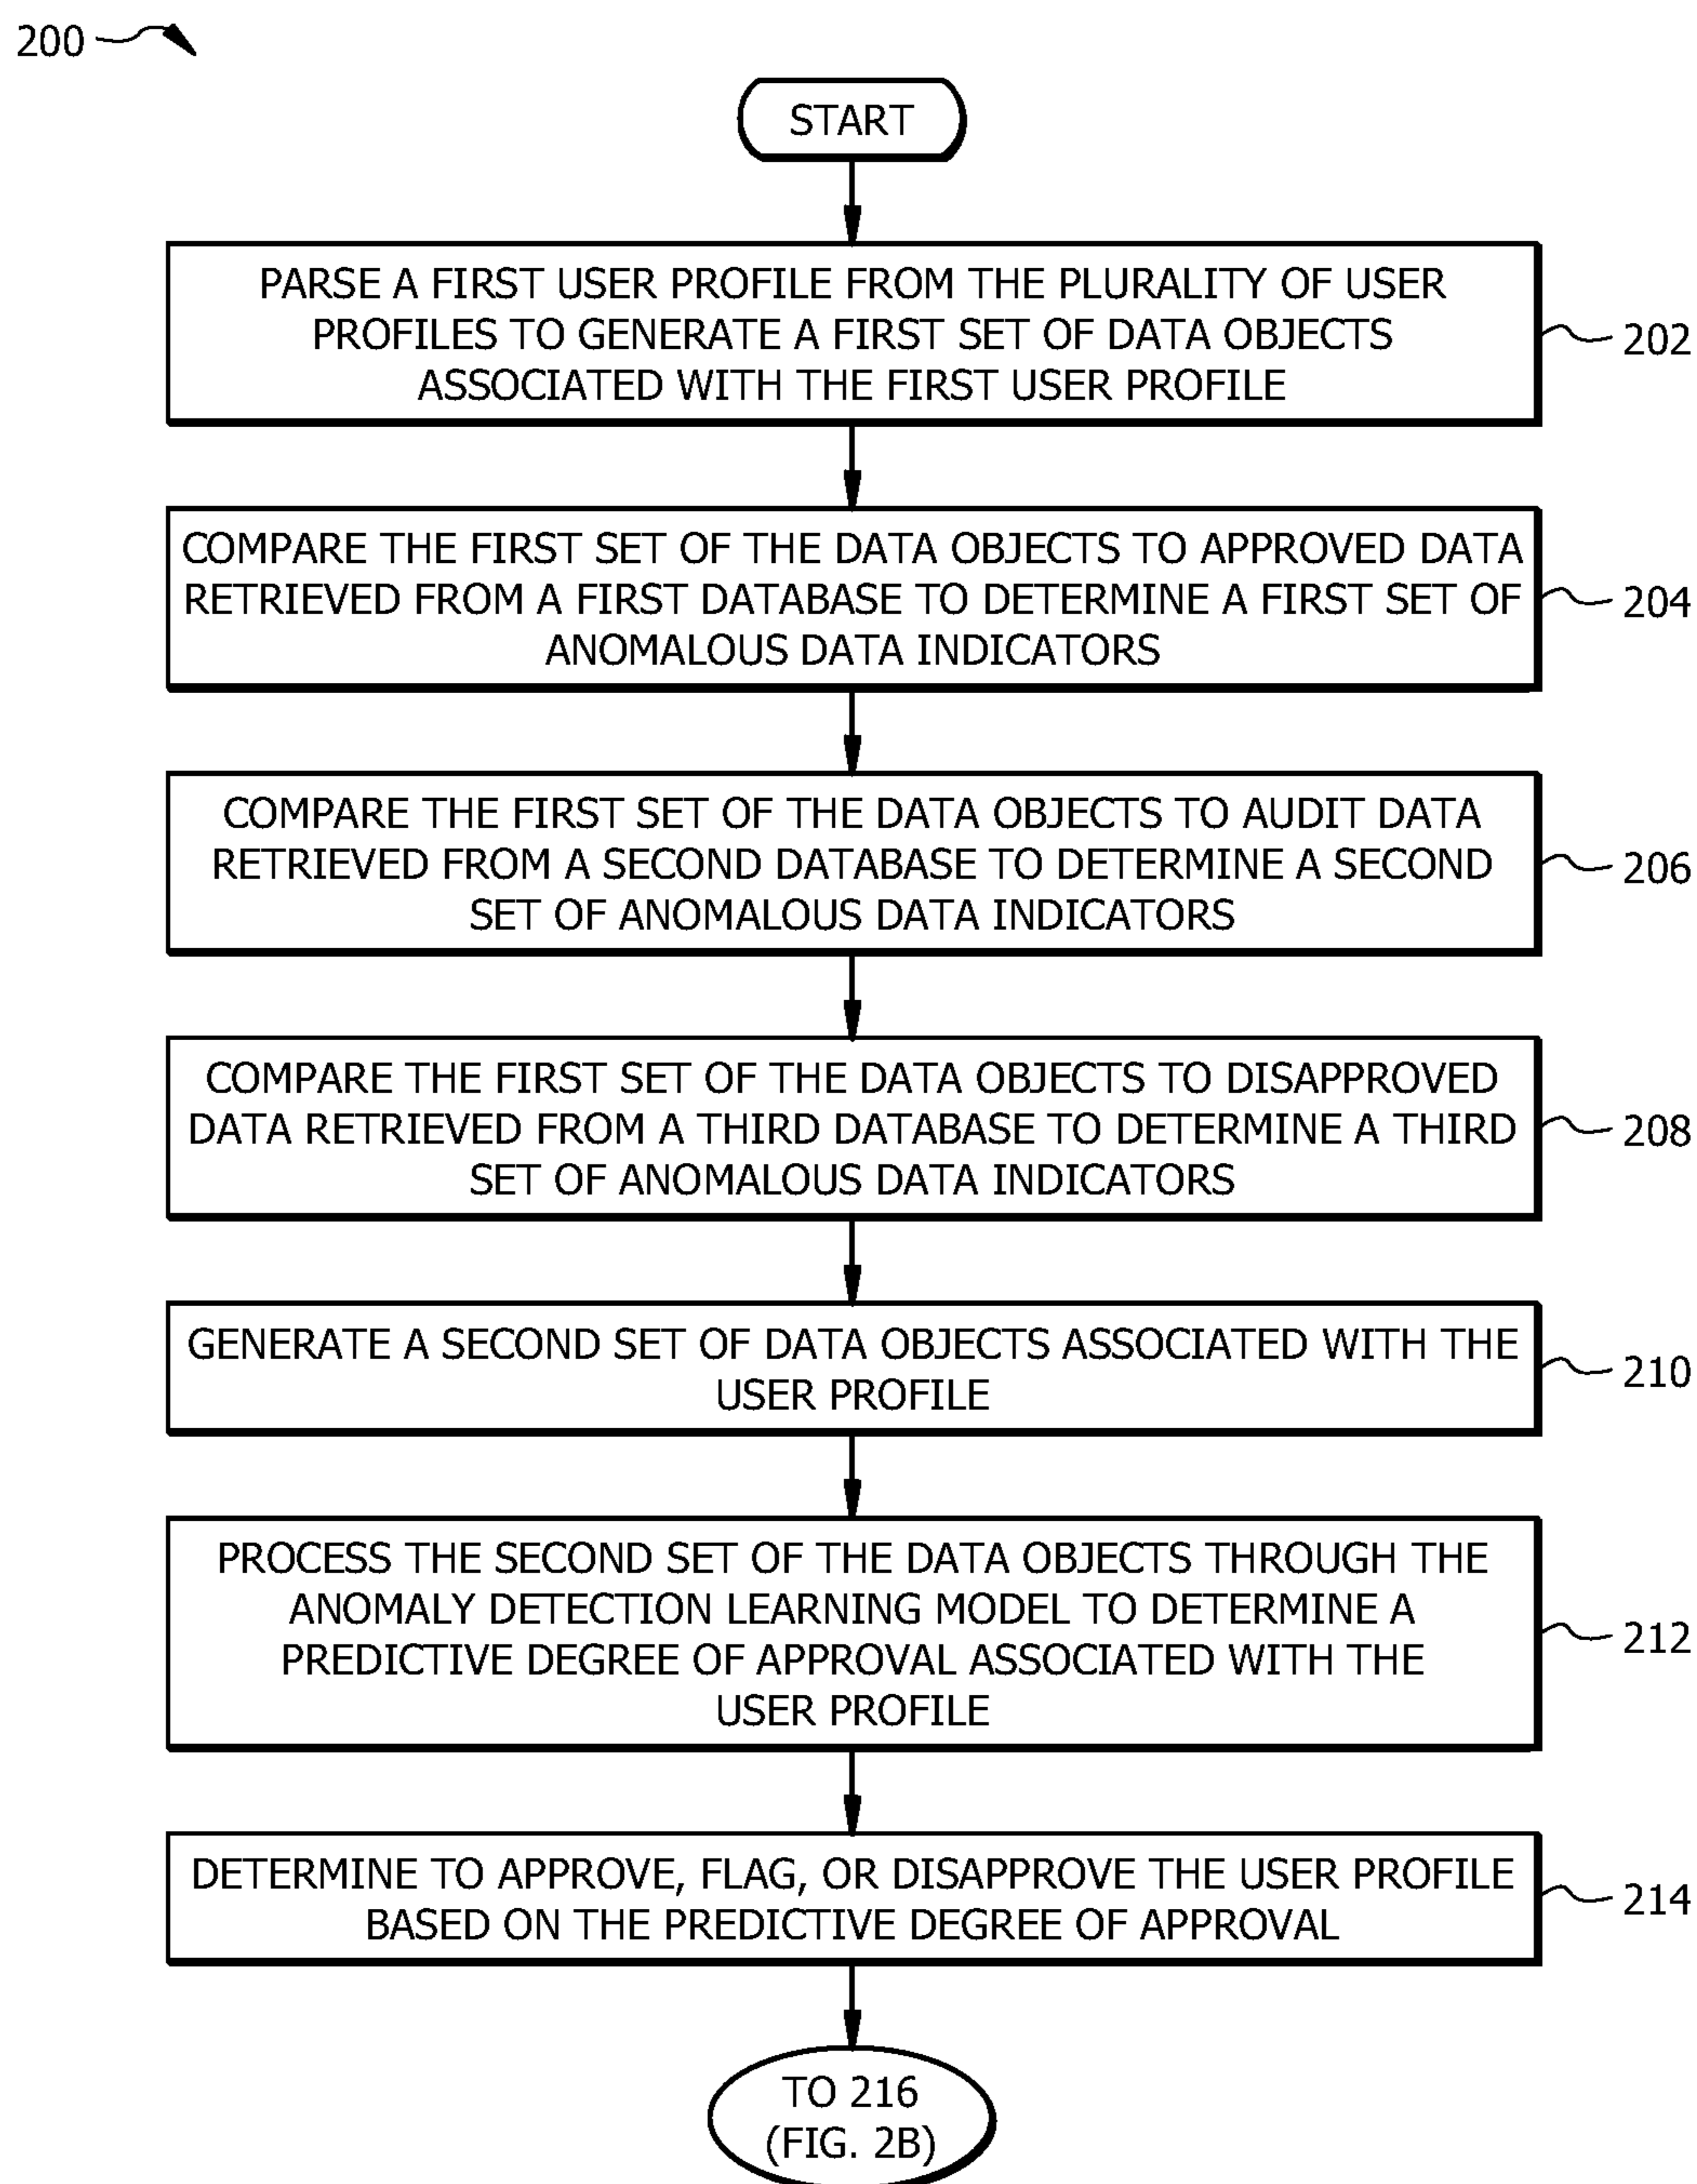 200
START
PARSE A FIRST USER PROFILE FROM THE PLURALITY OF USER
PROFILES TO GENERATE A FIRST SET OF DATA OBJECTS
ASSOCIATED WITH THE FIRST USER PROFILE
202
COMPARE THE FIRST SET OF THE DATA OBJECTS TO APPROVED DATA
RETRIEVED FROM A FIRST DATABASE TO DETERMINE A FIRST SET OF
ANOMALOUS DATA INDICATORS
204
COMPARE THE FIRST SET OF THE DATA OBJECTS TO AUDIT DATA
RETRIEVED FROM A SECOND DATABASE TO DETERMINE A SECOND
SET OF ANOMALOUS DATA INDICATORS
206
COMPARE THE FIRST SET OF THE DATA OBJECTS TO DISAPPROVED
DATA RETRIEVED FROM A THIRD DATABASE TO DETERMINE A THIRD
SET OF ANOMALOUS DATA INDICATORS
208
GENERATE A SECOND SET OF DATA OBJECTS ASSOCIATED WITH THE
USER PROFILE
210
PROCESS THE SECOND SET OF THE DATA OBJECTS THROUGH THE
ANOMALY DETECTION LEARNING MODEL TO DETERMINE A
PREDICTIVE DEGREE OF APPROVAL ASSOCIATED WITH THE
USER PROFILE
212
DETERMINE TO APPROVE, FLAG, OR DISAPPROVE THE USER PROFILE
BASED ON THE PREDICTIVE DEGREE OF APPROVAL
214
TO 216
(FIG. 2B)